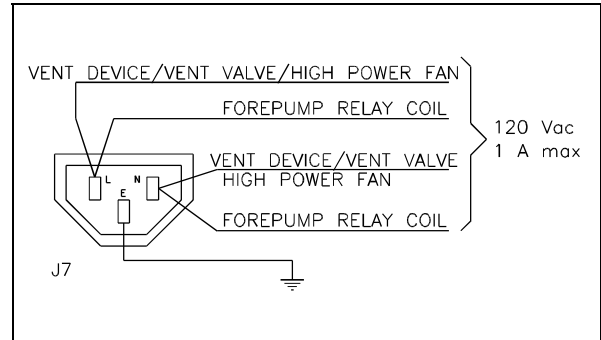 VENT DEVICE/VENT VALVE/HIGH POWER FAN
FOREPUMP RELAY COIL
120 Vac
1 A max
L
N
E
VENT DEVICE/VENT VALVE
HIGH POWER FAN
FOREPUMP RELAY COIL
J7